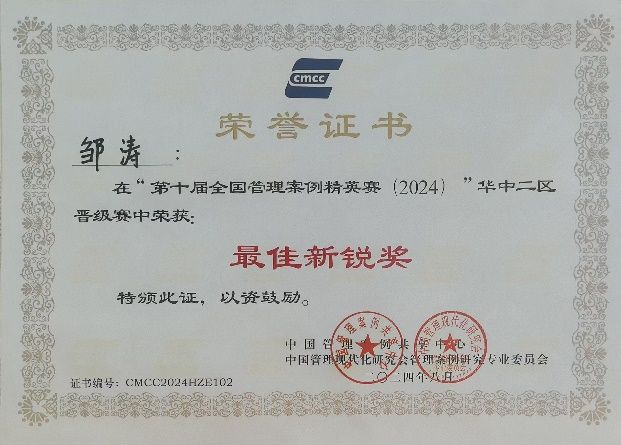 cmcc
荣誉证书
邹涛：
在“第十届全国管理案例精英赛（2024）”华中二区
晋级赛中荣获：
最佳新锐奖
特颁此证，以资鼓励。
中国管理案例共享中心
中国管理现代化研究会管理案例研究专业委员会
二〇二四年八月
证书编号：CMCC2024HZE102